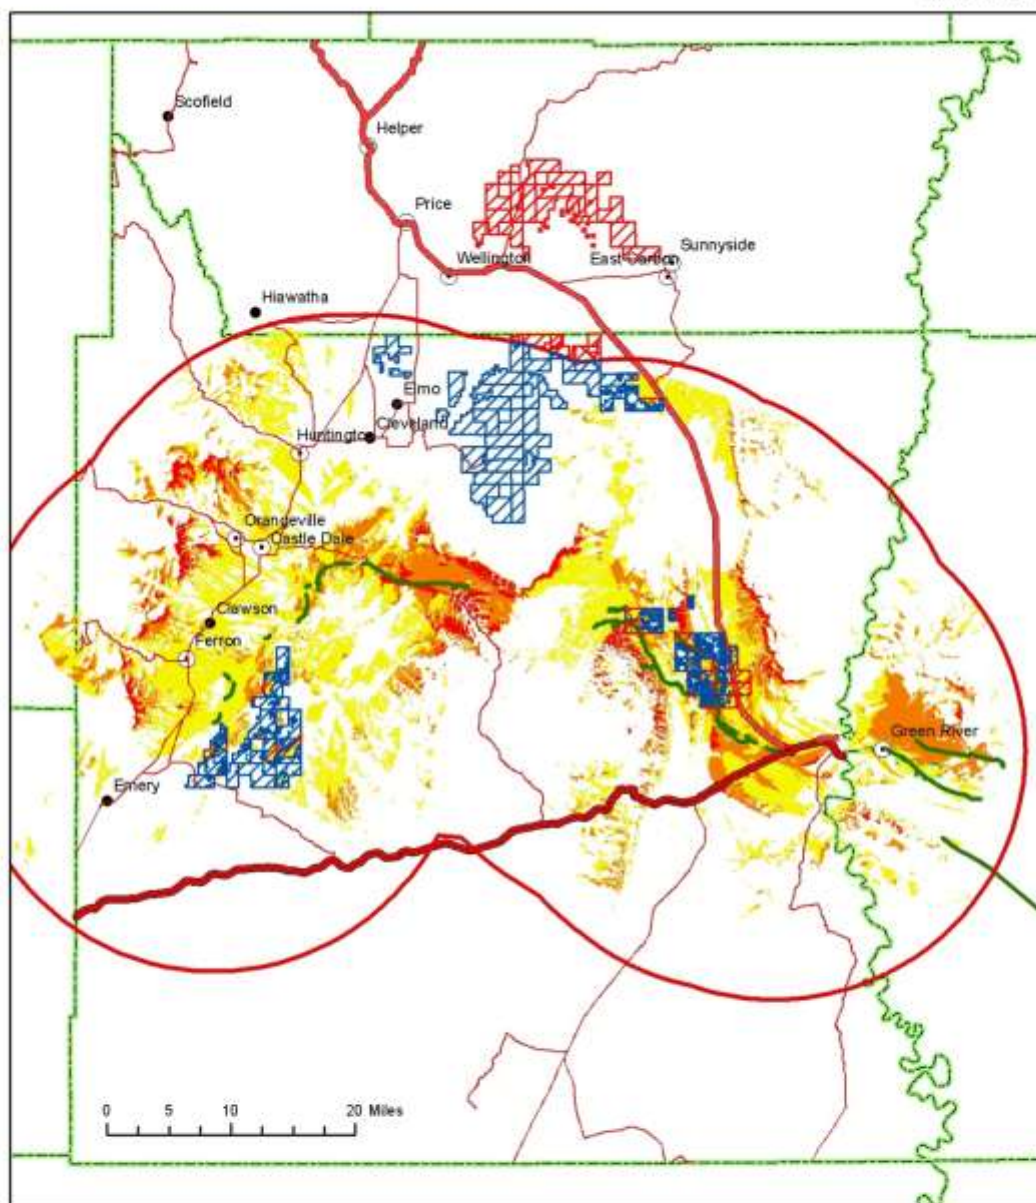 Scofield
Helper
Price
Wellington
Sunnyside
East Carbon
Hiawatha
Elmo
Cleveland
Huntington
Orangeville
Castle Dale
Clawson
Ferron
Green River
Emery
0 5 10 20 Miles